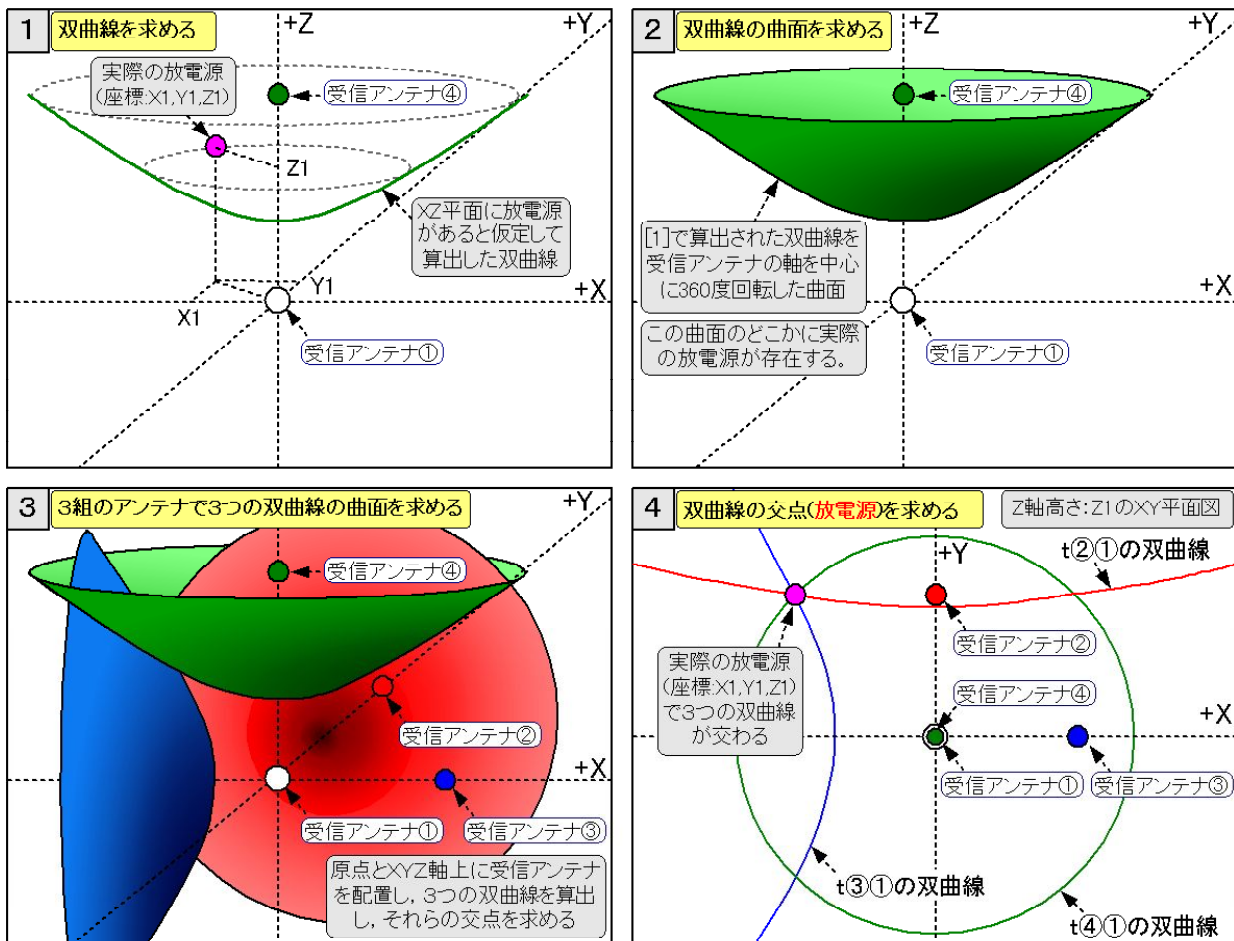 1 双曲線を求める
+Z
+Y
実際の放電源
(座標:X1,Y1,Z1)
受信アンテナ④
Z1
XZ平面に放電源
があると仮定して
算出した双曲線
Y1
X1
+X
受信アンテナ①
2 双曲線の曲面を求める
+Z
+Y
受信アンテナ④
[1]で算出された双曲線を
受信アンテナの軸を中心
に360度回転した曲面
+X
この曲面のどこかに実際
の放電源が存在する。
受信アンテナ①
3 3組のアンテナで3つの双曲線の曲面を求める
+Y
受信アンテナ④
受信アンテナ②
+X
受信アンテナ①
受信アンテナ③
原点とXYZ軸上に受信アンテナ
を配置し，3つの双曲線を算出
し，それらの交点を求める
4 双曲線の交点(放電源)を求める
Z軸高さ:Z1のXY平面図
+Y
t②①の双曲線
受信アンテナ②
実際の放電源
(座標:X1,Y1,Z1)
で3つの双曲線
が交わる
受信アンテナ④
+X
受信アンテナ①
受信アンテナ③
t③①の双曲線
t④①の双曲線